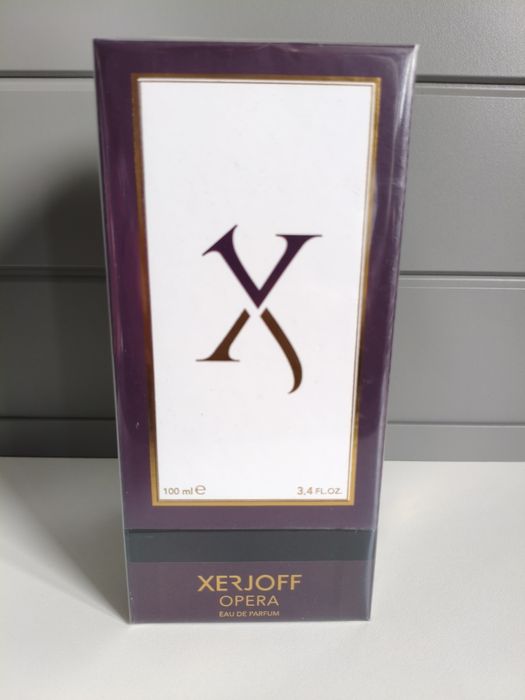 X
100 ml e 3.4 FL.OZ.
XERJOFF
OPERA
EAU DE PARFUM